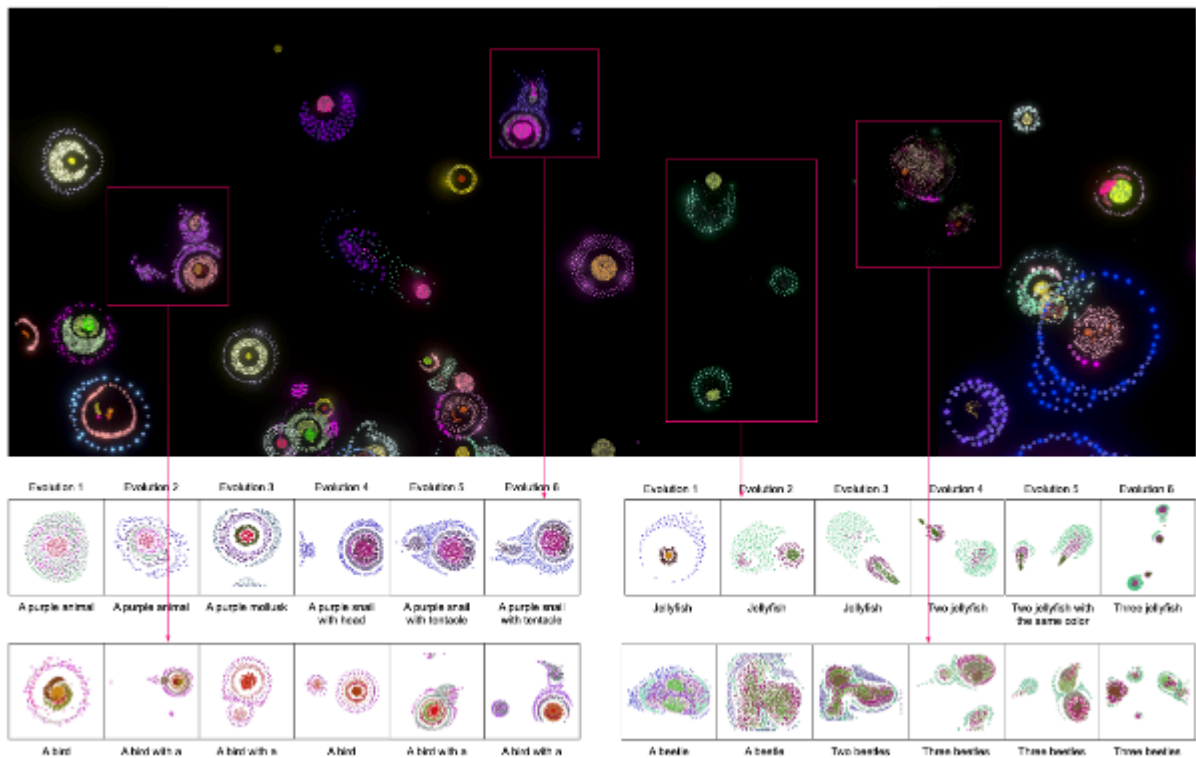 Evolution 1 Evolution 2 Evolution 3 Evolution 4 Evolution 5 Evolution 6
A purple animal A purple animal A purple mollusk A purple snail with head A purple snail with tentacle A purple snail with tentacle
A bird A bird with a A bird with a A bird A bird with a A bird with a
Evolution 1 Evolution 2 Evolution 3 Evolution 4 Evolution 5 Evolution 6
Jellyfish Jellyfish Jellyfish Two jellyfish Two jellyfish with the same color Three jellyfish
A beetle A beetle Two beetles Three beetles Three beetles Three beetles